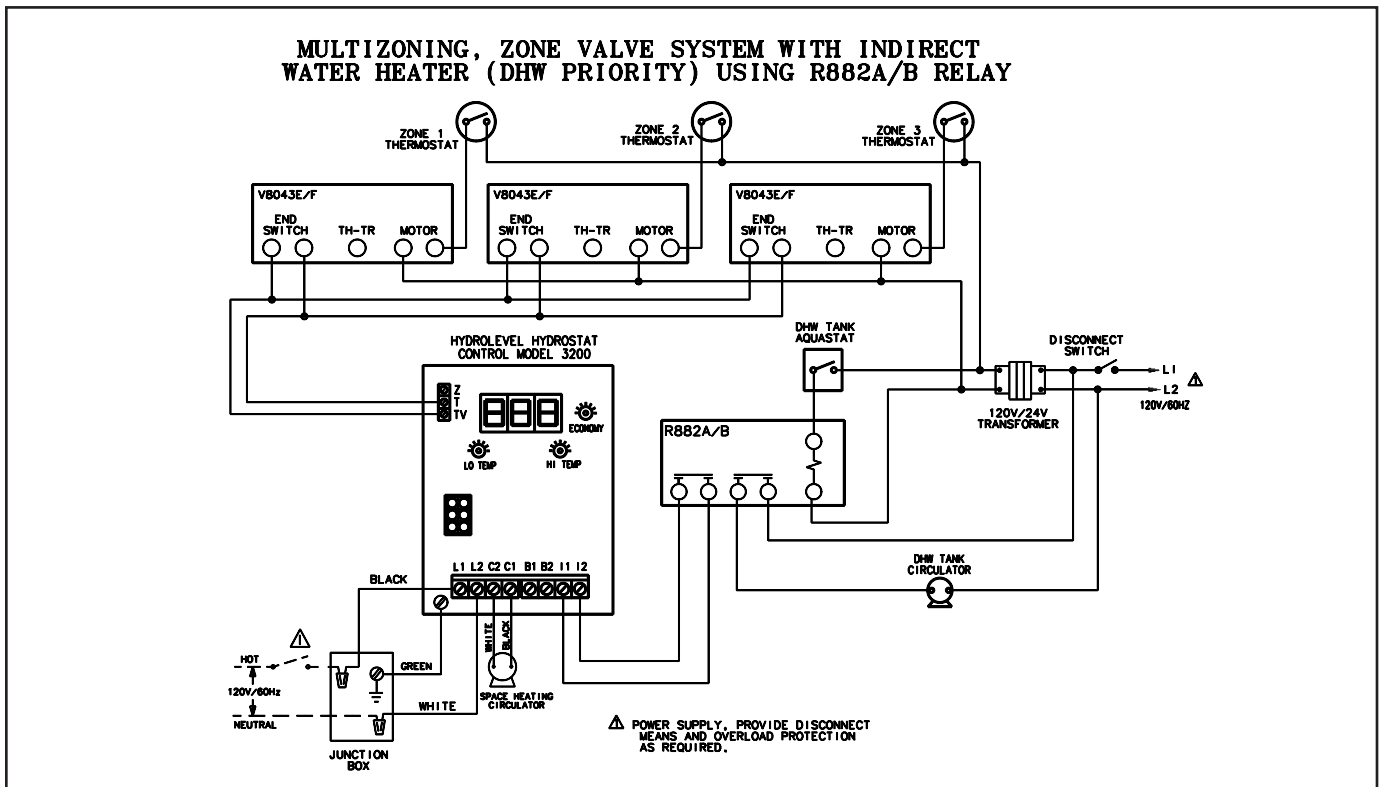 MULTIZONING, ZONE VALVE SYSTEM WITH INDIRECT
WATER HEATER (DHW PRIORITY) USING R882A/B RELAY
ZONE 1
THERMOSTAT
ZONE 2
THERMOSTAT
ZONE 3
THERMOSTAT
V8043E/F
END
SWITCH
TH-TR
MOTOR
V8043E/F
END
SWITCH
TH-TR
MOTOR
V8043E/F
END
SWITCH
TH-TR
MOTOR
HYDROLEVEL HYDROSTAT
CONTROL MODEL 3200
Z
T
TV
888
ECONOMY
LO TEMP
HI TEMP
L1 L2 C2 C1 B1 B2 I1 I2
DHW TANK
AQUASTAT
DISCONNECT
SWITCH
L1
L2
120V/60HZ
120V/24V
TRANSFORMER
R882A/B
DHW TANK
CIRCULATOR
BLACK
WHITE
BLACK
HOT
120V/60Hz
NEUTRAL
GREEN
WHITE
SPACE HEATING
CIRCULATOR
JUNCTION
BOX
POWER SUPPLY, PROVIDE DISCONNECT
MEANS AND OVERLOAD PROTECTION
AS REQUIRED.